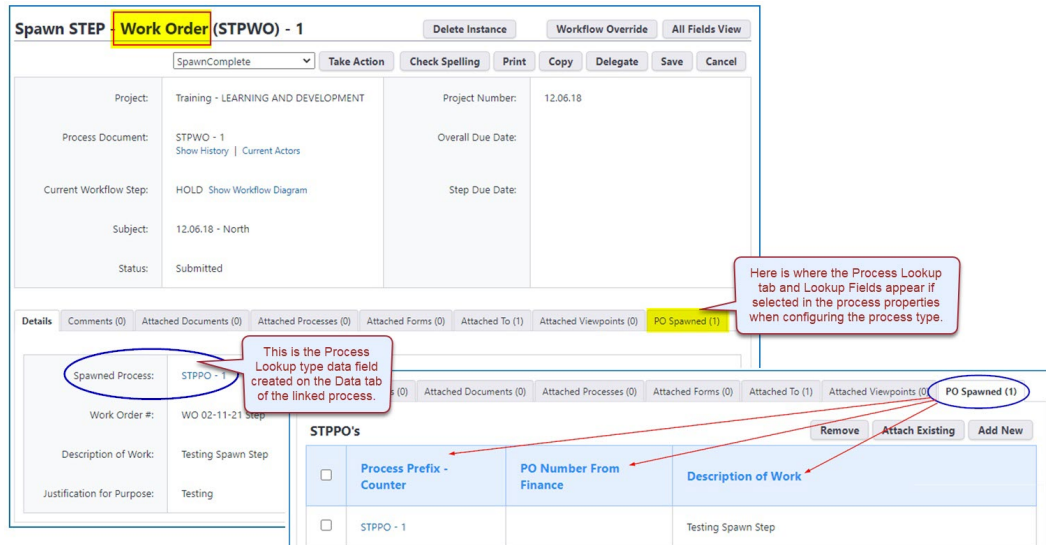 Spawn STEP - Work Order (STPWO) - 1
Delete Instance
Workflow Override
All Fields View
SpawnComplete
Take Action
Check Spelling
Print
Copy
Delegate
Save
Cancel
Project: Training - LEARNING AND DEVELOPMENT
Project Number: 12.06.18
Process Document: STPWO - 1
Show History | Current Actors
Overall Due Date:
Current Workflow Step: HOLD Show Workflow Diagram
Step Due Date:
Subject: 12.06.18 - North
Status: Submitted
Here is where the Process Lookup
tab and Lookup Fields appear if
selected in the process properties
when configuring the process type.
Details
Comments (0)
Attached Documents (0)
Attached Processes (0)
Attached Forms (0)
Attached To (1)
Attached Viewpoints (0)
PO Spawned (1)
This is the Process
Lookup type data field
created on the Data tab
of the linked process.
Spawned Process: STPPO - 1
Work Order #: WO 02-11-21 Step
Description of Work: Testing Spawn Step
Justification for Purpose: Testing
(0)
Attached Documents (0)
Attached Processes (0)
Attached Forms (0)
Attached To (1)
Attached Viewpoints (0)
PO Spawned (1)
STPPO's
Remove
Attach Existing
Add New
Process Prefix -
Counter
PO Number From
Finance
Description of Work
STPPO - 1
Testing Spawn Step